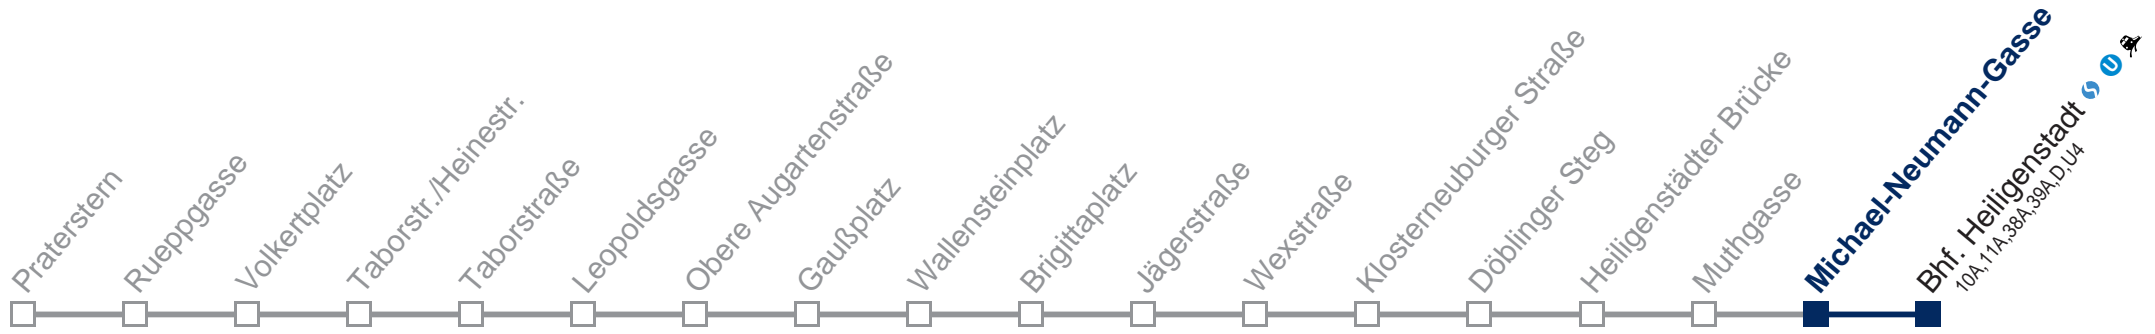 Praterstern
Rueppgasse
Volkertplatz
Taborstr./Heinestr.
Taborstraße
Leopoldsgasse
Obere Augartenstraße
Gaußplatz
Wallensteinplatz
Brigittaplatz
Jägerstraße
Wexstraße
Klosterneuburger Straße
Döblinger Steg
Heiligenstädter Brücke
Muthgasse
Michael-Neumann-Gasse
Bhf. Heiligenstadt S U
10A,11A,38A,39A,D,U4